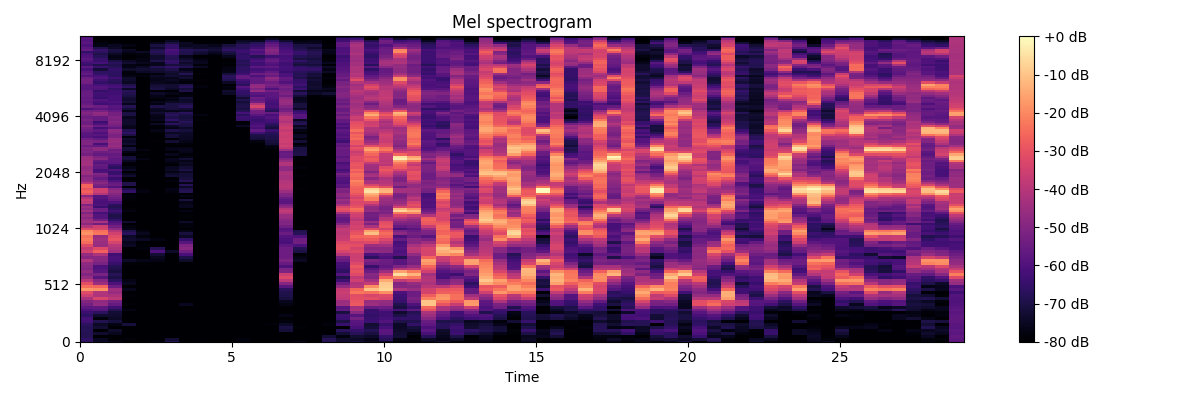 Mel spectrogram
Hz
8192
4096
2048
1024
512
0
0 5 10 15 20 25
Time
+0 dB
-10 dB
-20 dB
-30 dB
-40 dB
-50 dB
-60 dB
-70 dB
-80 dB